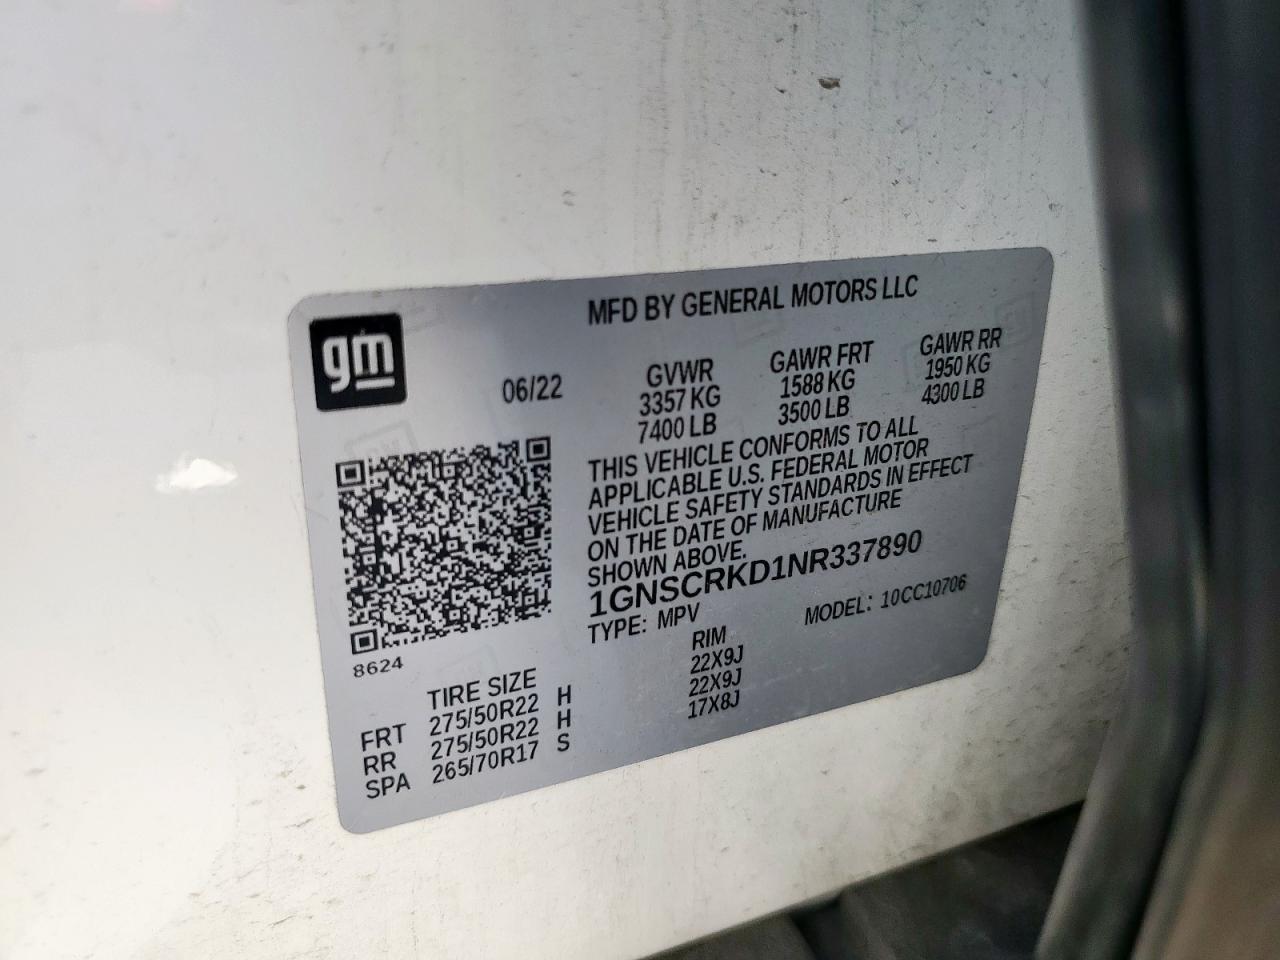 MFD BY GENERAL MOTORS LLC
gm
06/22
GVWR GAWR FRT GAWR RR
3357 KG 1588 KG 1950 KG
7400 LB 3500 LB 4300 LB
THIS VEHICLE CONFORMS TO ALL
APPLICABLE U.S. FEDERAL MOTOR
VEHICLE SAFETY STANDARDS IN EFFECT
ON THE DATE OF MANUFACTURE
SHOWN ABOVE.
1GNSCRKD1NR337890
TYPE: MPV MODEL: 10CC10706
8624
TIRE SIZE RIM
FRT 275/50R22 H 22X9J
RR 275/50R22 H 22X9J
SPA 265/70R17 S 17X8J